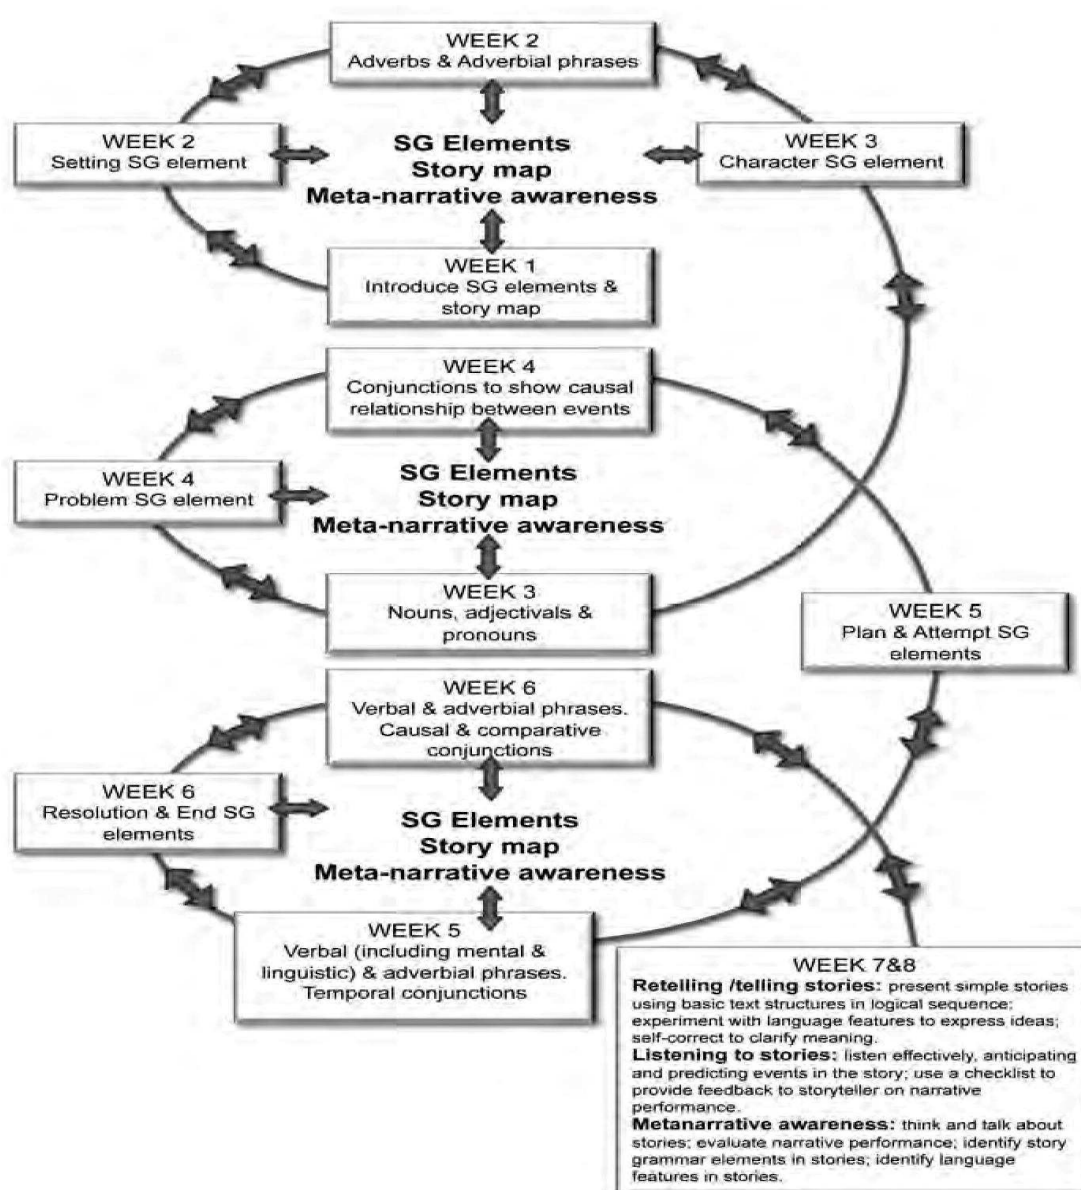 WEEK 2
Adverbs & Adverbial phrases
WEEK 2
Setting SG element
SG Elements
Story map
Meta-narrative awareness
WEEK 3
Character SG element
WEEK 1
Introduce SG elements &
story map
WEEK 4
Conjunctions to show causal
relationship between events
WEEK 4
Problem SG element
SG Elements
Story map
Meta-narrative awareness
WEEK 3
Nouns, adjectivals &
pronouns
WEEK 5
Plan & Attempt SG
elements
WEEK 6
Verbal & adverbial phrases.
Causal & comparative
conjunctions
WEEK 6
Resolution & End SG
elements
SG Elements
Story map
Meta-narrative awareness
WEEK 5
Verbal (including mental &
linguistic) & adverbial phrases.
Temporal conjunctions
WEEK 7&8
Retelling /telling stories: present simple stories
using basic text structures in logical sequence;
experiment with language features to express ideas;
self-correct to clarify meaning.
Listening to stories: listen effectively, anticipating
and predicting events in the story; use a checklist to
provide feedback to storyteller on narrative
performance.
Metanarrative awareness: think and talk about
stories; evaluate narrative performance; identify story
grammar elements in stories; identify language
features in stories.